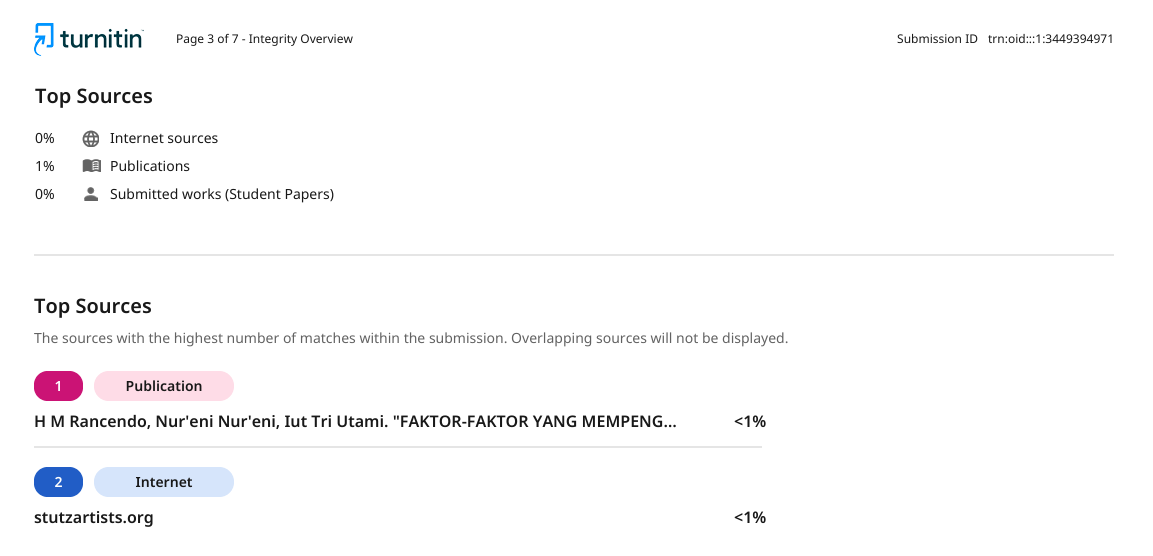 turnitin Page 3 of 7 - Integrity Overview Submission ID trn:oid:::1:3449394971
Top Sources
0% Internet sources
1% Publications
0% Submitted works (Student Papers)
Top Sources
The sources with the highest number of matches within the submission. Overlapping sources will not be displayed.
1 Publication
H M Rancendo, Nur'eni Nur'eni, Iut Tri Utami. "FAKTOR-FAKTOR YANG MEMPENG... <1%
2 Internet
stutzartists.org <1%